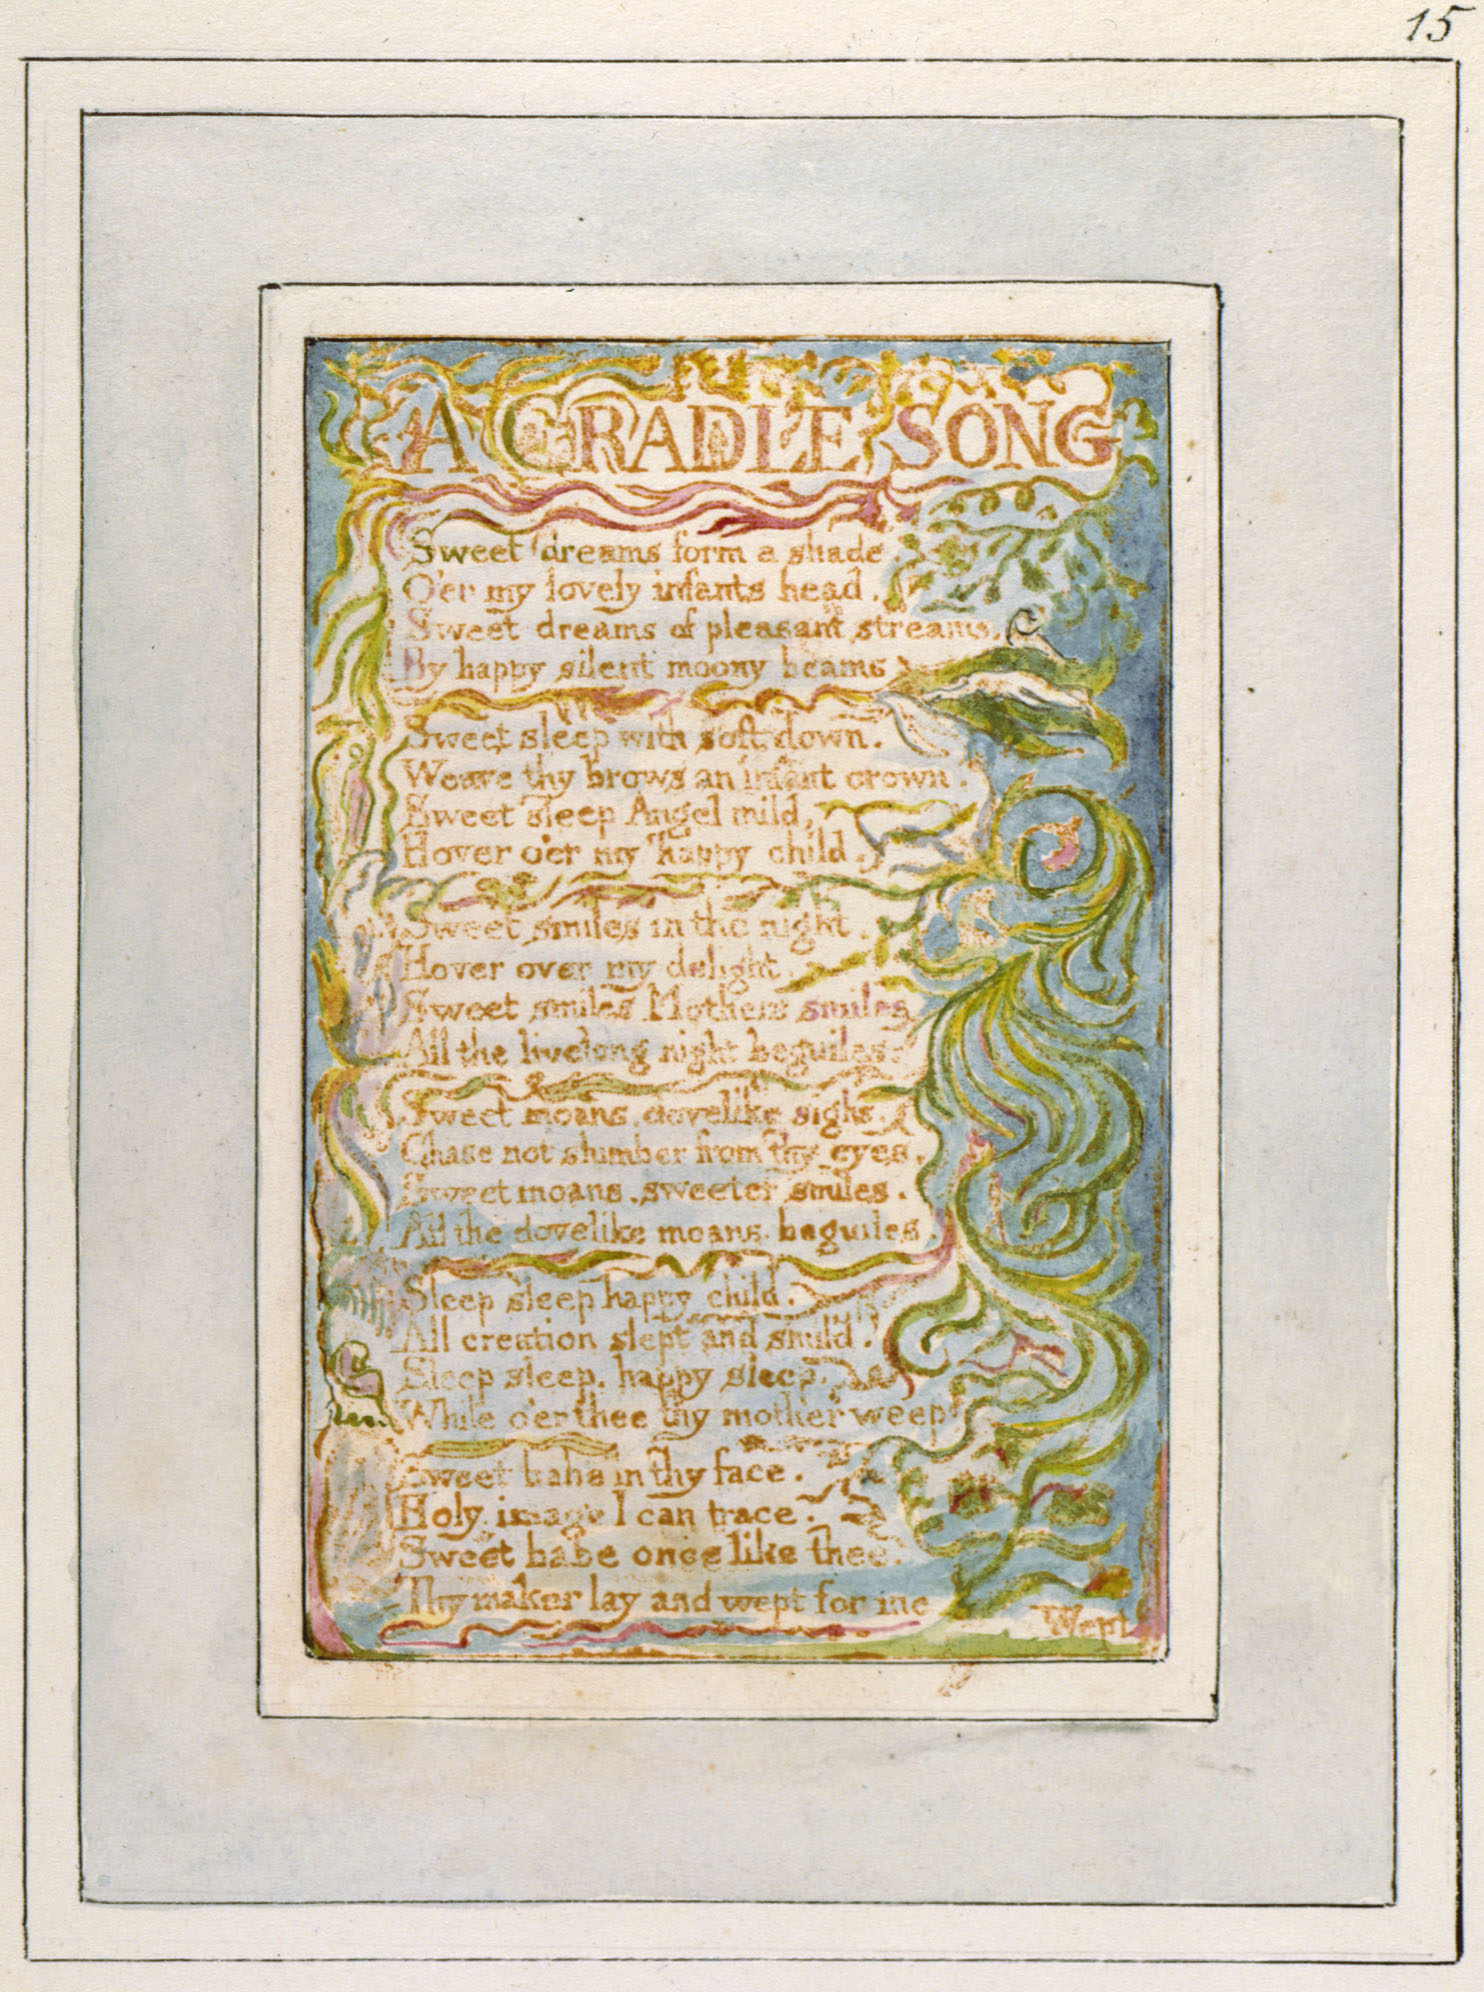 15
A CRADLE SONG
Sweet dreams form a shade
O'er my lovely infants head.
Sweet dreams of pleasant streams,
By happy silent moony beams
Sweet sleep with soft down.
Weave thy brows an infant crown.
Sweet sleep Angel mild,
Hover o'er my happy child.
Sweet smiles in the night.
Hover over my delight.
Sweet smiles Mothers smiles
All the livelong night beguiles.
Sweet moans, dovelike sighs.
Chase not slumber from thy eyes.
Sweet moans, sweeter smiles.
All the dovelike moans beguiles.
Sleep sleep happy child.
All creation slept and smil'd.
Sleep sleep, happy sleep,
While o'er thee thy mother weep
Sweet babe in thy face.
Holy image I can trace.
Sweet babe once like thee.
Thy maker lay and wept for me
Wept